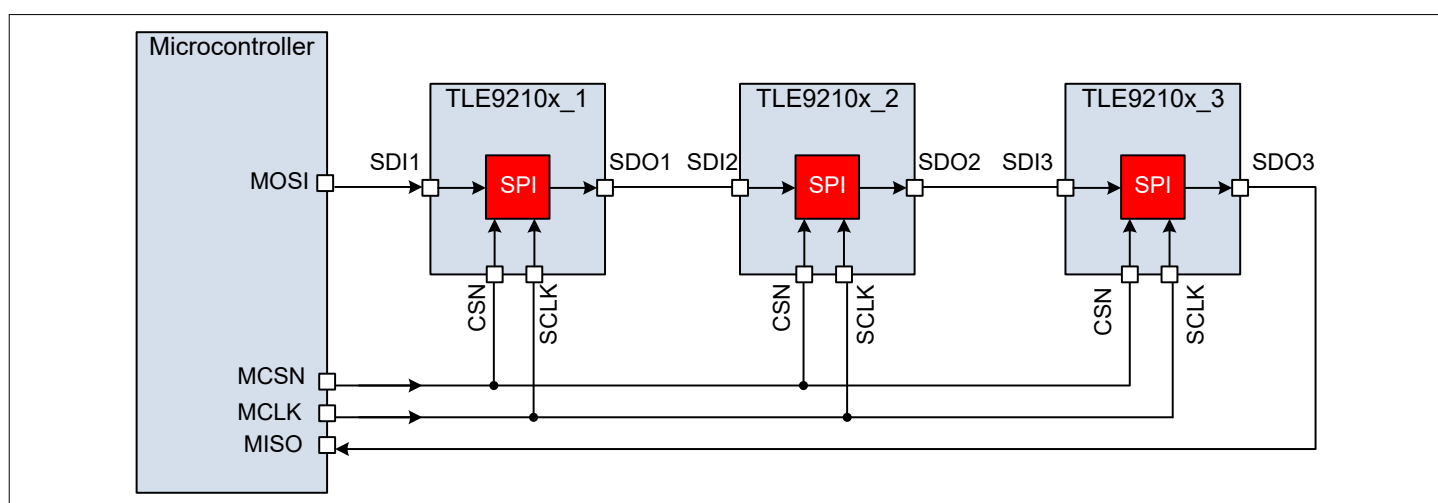 Microcontroller
TLE9210x_1
TLE9210x_2
TLE9210x_3
MOSI
SDI1
SPI
SDO1
SDI2
SPI
SDO2
SDI3
SPI
SDO3
CSN
SCLK
CSN
SCLK
CSN
SCLK
MCSN
MCLK
MISO